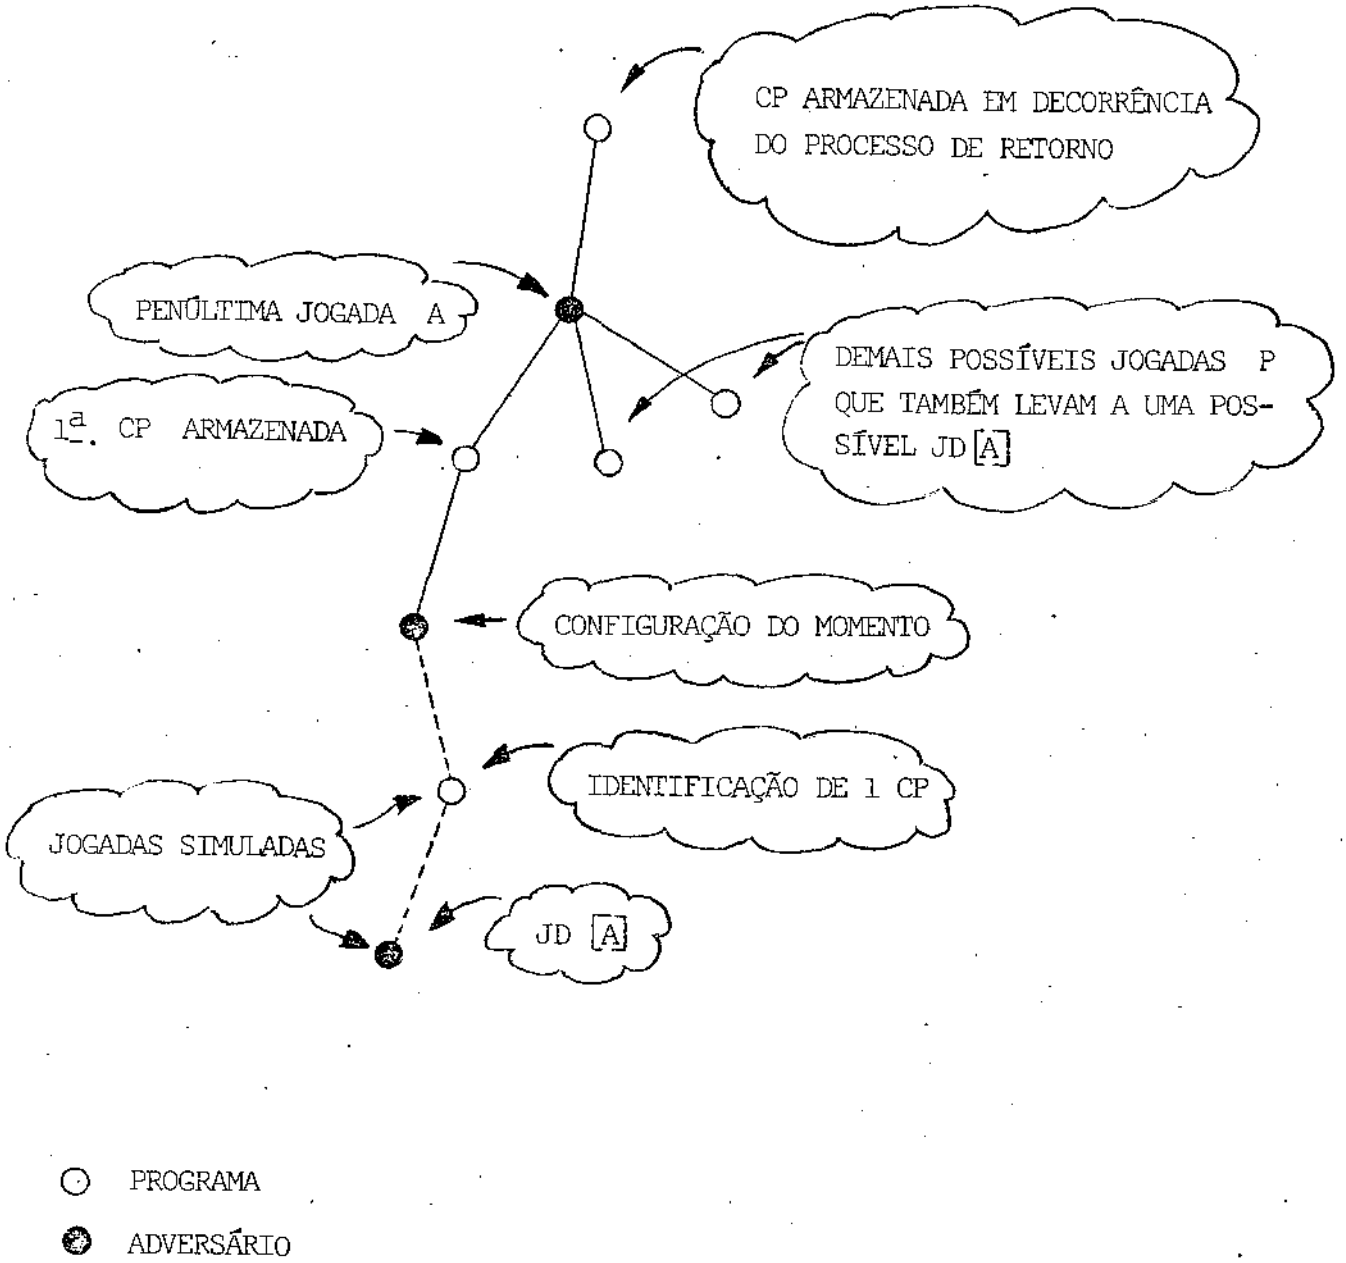 CP ARMAZENADA EM DECORRÊNCIA
DO PROCESSO DE RETORNO
PENÚLTIMA JOGADA A
DEMAIS POSSÍVEIS JOGADAS P
QUE TAMBÉM LEVAM A UMA POS-
SÍVEL JD [A]
1ª. CP ARMAZENADA
CONFIGURAÇÃO DO MOMENTO
IDENTIFICAÇÃO DE 1 CP
JOGADAS SIMULADAS
JD [A]
PROGRAMA
ADVERSÁRIO